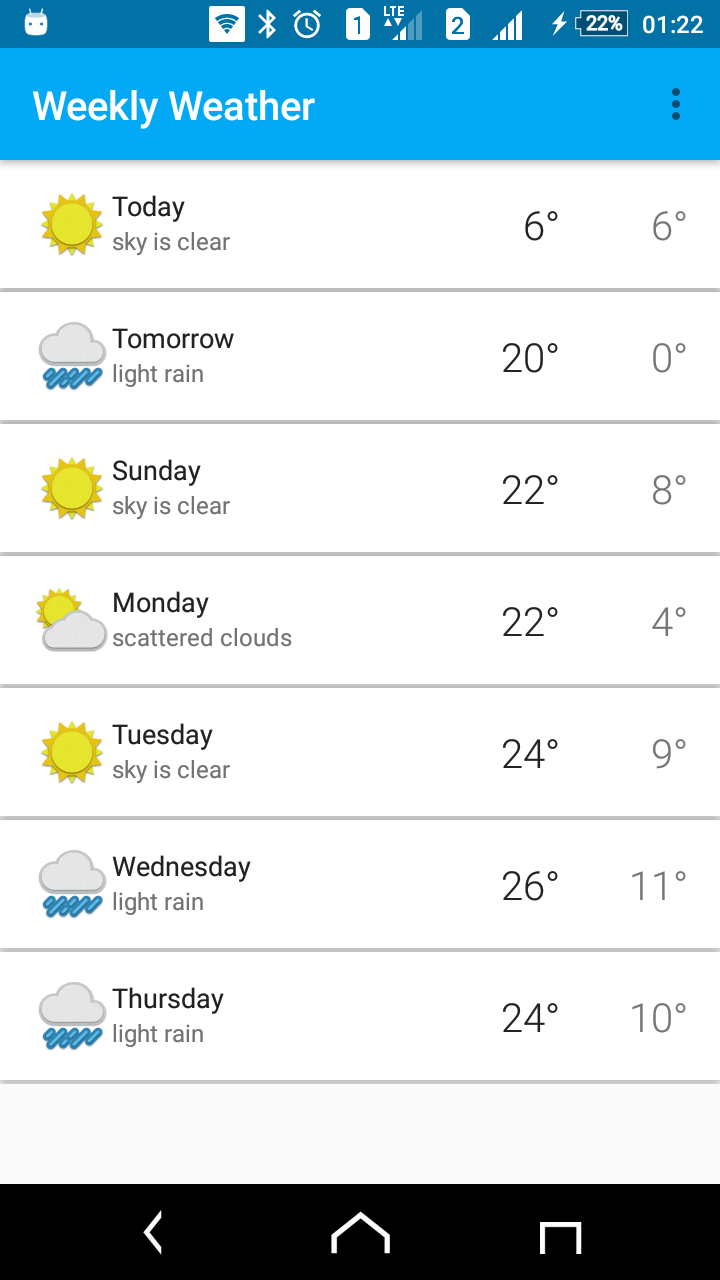 1 LTE 2 22% 01:22
Weekly Weather
Today
sky is clear
6° 6°
Tomorrow
light rain
20° 0°
Sunday
sky is clear
22° 8°
Monday
scattered clouds
22° 4°
Tuesday
sky is clear
24° 9°
Wednesday
light rain
26° 11°
Thursday
light rain
24° 10°